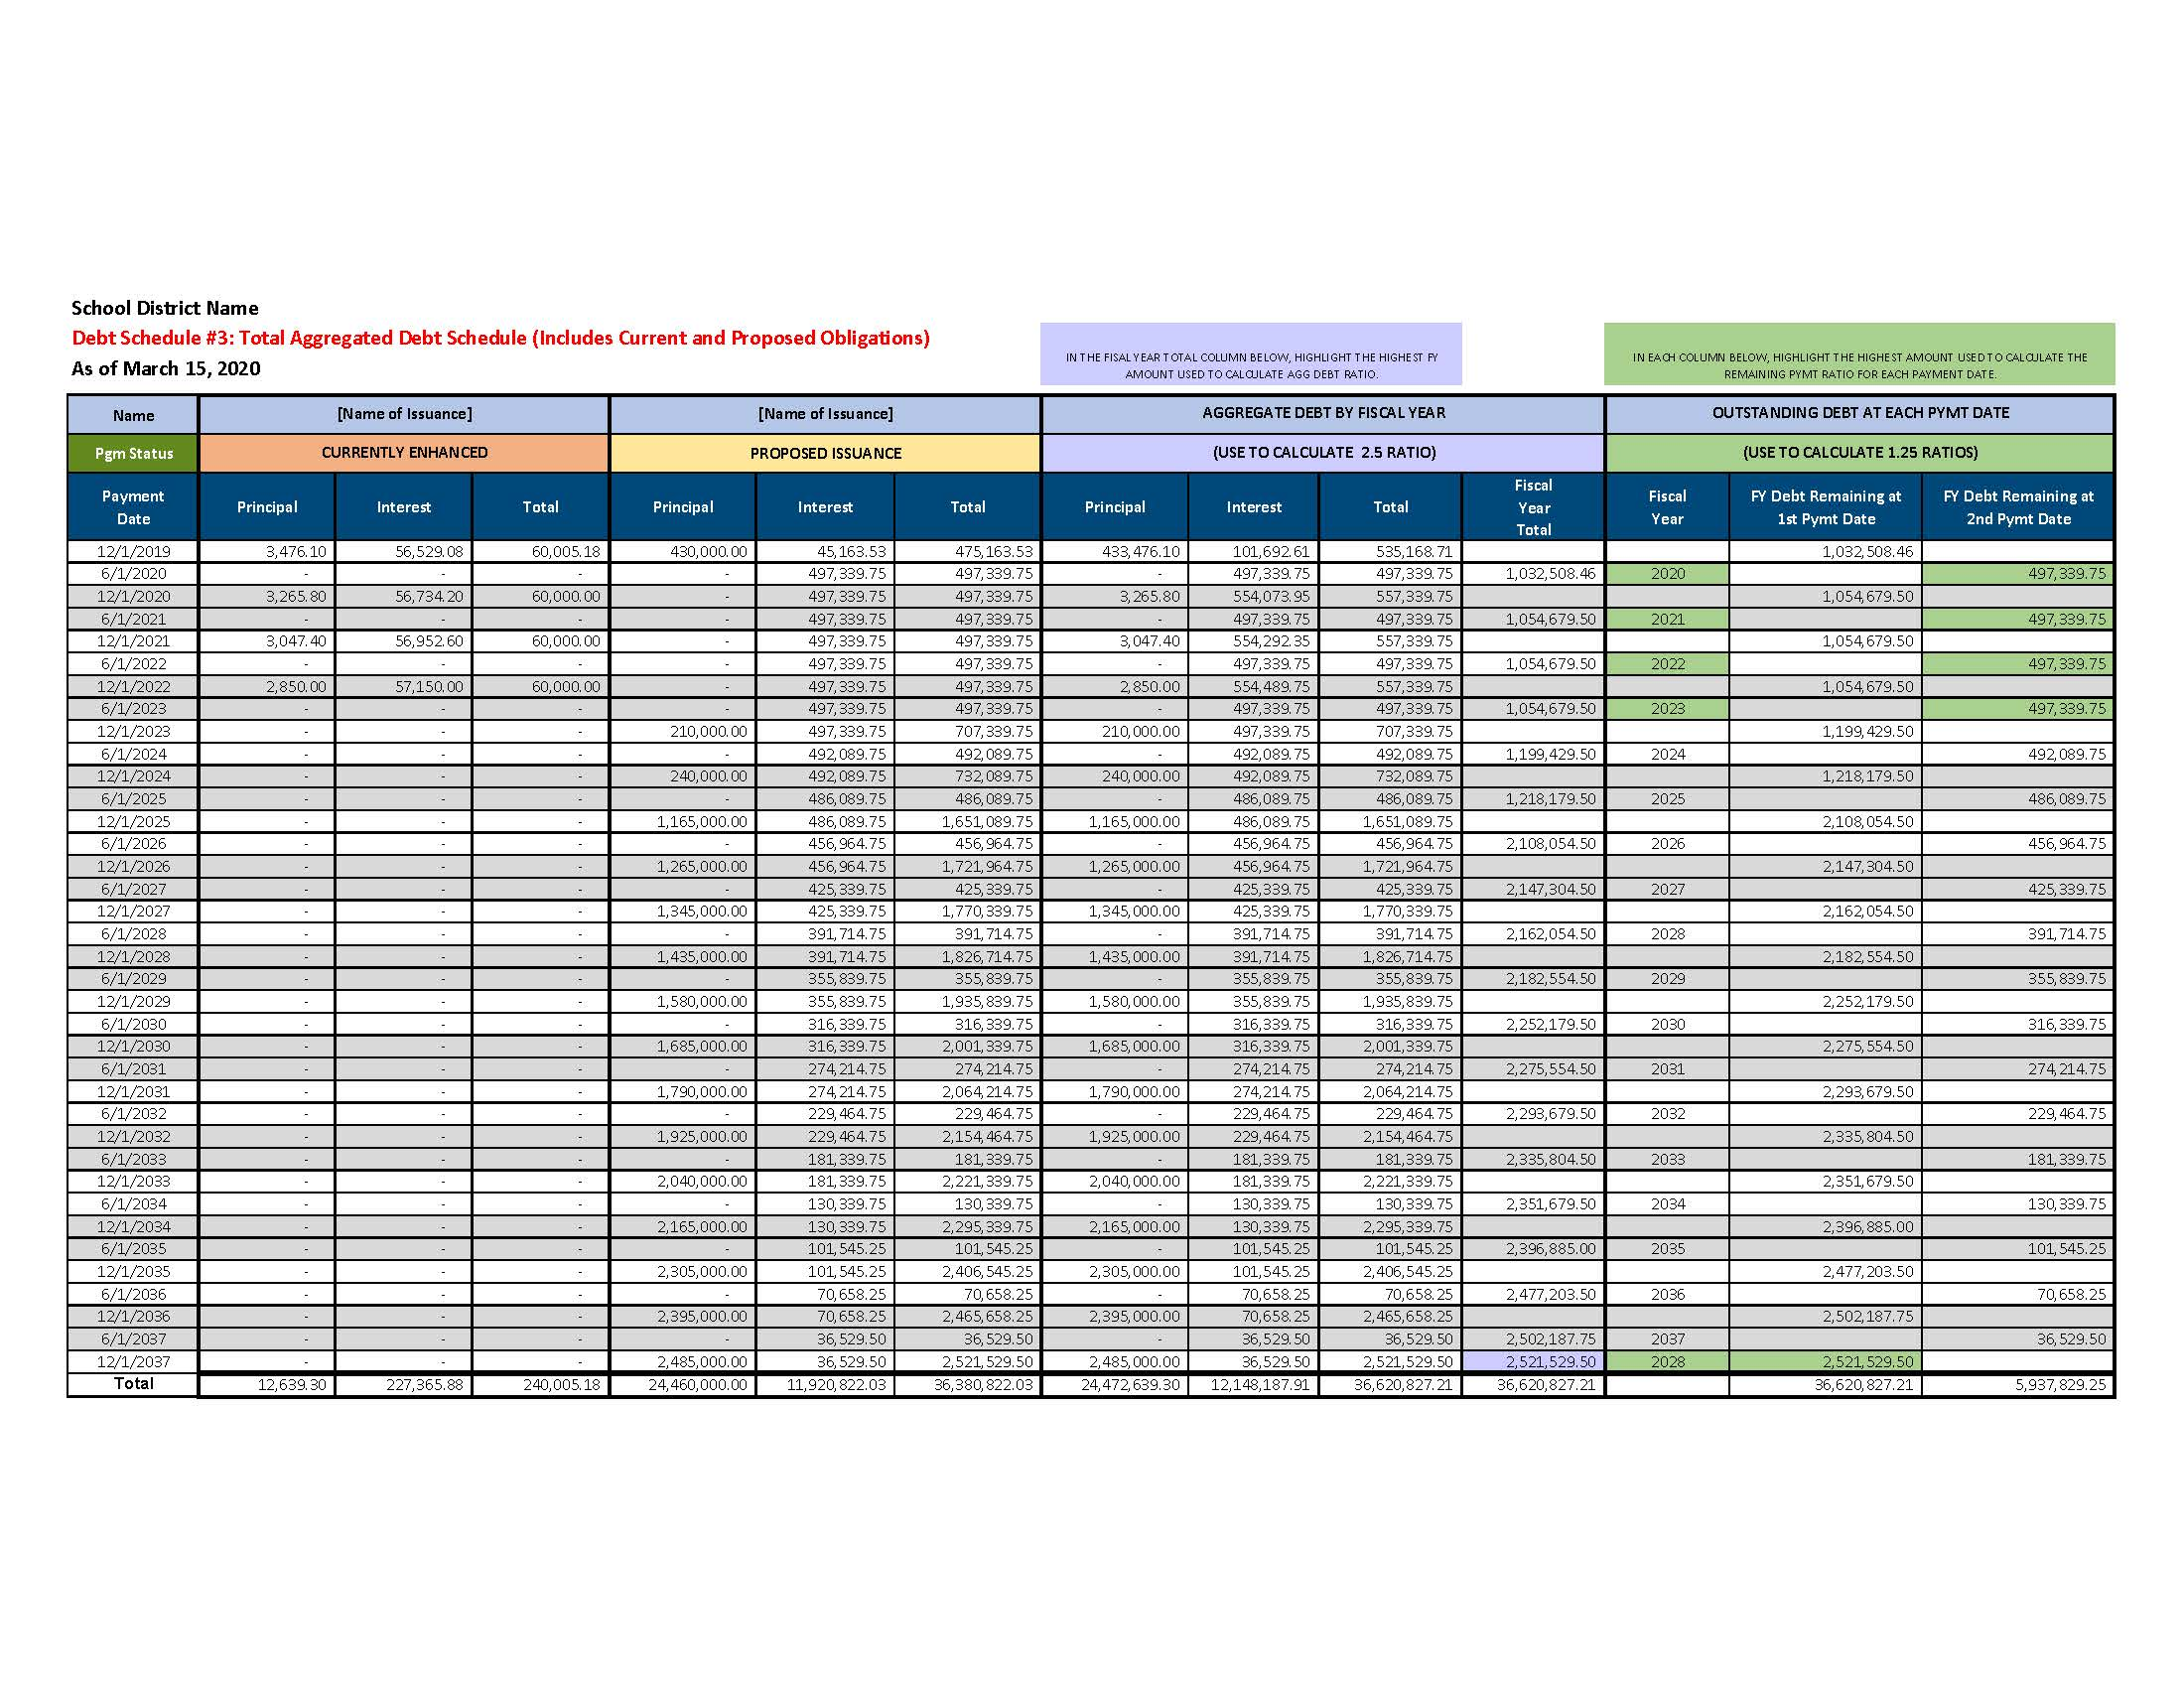 School District Name
Debt Schedule #3: Total Aggregated Debt Schedule (Includes Current and Proposed Obligations)
As of March 15, 2020
IN THE FISAL YEAR TOTAL COLUMN BELOW, HIGHLIGHT THE HIGHEST FY
AMOUNT USED TO CALCULATE AGG DEBT RATIO.
IN EACH COLUMN BELOW, HIGHLIGHT THE HIGHEST AMOUNT USED TO CALCULATE THE
REMAINING PYMT RATIO FOR EACH PAYMENT DATE.
Name [Name of Issuance] [Name of Issuance] AGGREGATE DEBT BY FISCAL YEAR OUTSTANDING DEBT AT EACH PYMT DATE
Pgm Status CURRENTLY ENHANCED PROPOSED ISSUANCE (USE TO CALCULATE 2.5 RATIO) (USE TO CALCULATE 1.25 RATIOS)
Payment Date Principal Interest Total Principal Interest Total Principal Interest Total Fiscal Year Total Fiscal Year FY Debt Remaining at 1st Pymt Date FY Debt Remaining at 2nd Pymt Date
12/1/2019 3,476.10 56,529.08 60,005.18 430,000.00 45,163.53 475,163.53 433,476.10 101,692.61 535,168.71 1,032,508.46
6/1/2020 - - - - 497,339.75 497,339.75 - 497,339.75 497,339.75 1,032,508.46 2020 497,339.75
12/1/2020 3,265.80 56,734.20 60,000.00 - 497,339.75 497,339.75 3,265.80 554,073.95 557,339.75 1,054,679.50
6/1/2021 - - - - 497,339.75 497,339.75 - 497,339.75 497,339.75 1,054,679.50 2021 497,339.75
12/1/2021 3,047.40 56,952.60 60,000.00 - 497,339.75 497,339.75 3,047.40 554,292.35 557,339.75 1,054,679.50
6/1/2022 - - - - 497,339.75 497,339.75 - 497,339.75 497,339.75 1,054,679.50 2022 497,339.75
12/1/2022 2,850.00 57,150.00 60,000.00 - 497,339.75 497,339.75 2,850.00 554,489.75 557,339.75 1,054,679.50
6/1/2023 - - - - 497,339.75 497,339.75 - 497,339.75 497,339.75 1,054,679.50 2023 497,339.75
12/1/2023 - - - 210,000.00 497,339.75 707,339.75 210,000.00 497,339.75 707,339.75 1,199,429.50
6/1/2024 - - - - 492,089.75 492,089.75 - 492,089.75 492,089.75 1,199,429.50 2024 492,089.75
12/1/2024 - - - 240,000.00 492,089.75 732,089.75 240,000.00 492,089.75 732,089.75 1,218,179.50
6/1/2025 - - - - 486,089.75 486,089.75 - 486,089.75 486,089.75 1,218,179.50 2025 486,089.75
12/1/2025 - - - 1,165,000.00 486,089.75 1,651,089.75 1,165,000.00 486,089.75 1,651,089.75 2,108,054.50
6/1/2026 - - - - 456,964.75 456,964.75 - 456,964.75 456,964.75 2,108,054.50 2026 456,964.75
12/1/2026 - - - 1,265,000.00 456,964.75 1,721,964.75 1,265,000.00 456,964.75 1,721,964.75 2,147,304.50
6/1/2027 - - - - 425,339.75 425,339.75 - 425,339.75 425,339.75 2,147,304.50 2027 425,339.75
12/1/2027 - - - 1,345,000.00 425,339.75 1,770,339.75 1,345,000.00 425,339.75 1,770,339.75 2,162,054.50
6/1/2028 - - - - 391,714.75 391,714.75 - 391,714.75 391,714.75 2,162,054.50 2028 391,714.75
12/1/2028 - - - 1,435,000.00 391,714.75 1,826,714.75 1,435,000.00 391,714.75 1,826,714.75 2,182,554.50
6/1/2029 - - - - 355,839.75 355,839.75 - 355,839.75 355,839.75 2,182,554.50 2029 355,839.75
12/1/2029 - - - 1,580,000.00 355,839.75 1,935,839.75 1,580,000.00 355,839.75 1,935,839.75 2,252,179.50
6/1/2030 - - - - 316,339.75 316,339.75 - 316,339.75 316,339.75 2,252,179.50 2030 316,339.75
12/1/2030 - - - 1,685,000.00 316,339.75 2,001,339.75 1,685,000.00 316,339.75 2,001,339.75 2,275,554.50
6/1/2031 - - - - 274,214.75 274,214.75 - 274,214.75 274,214.75 2,275,554.50 2031 274,214.75
12/1/2031 - - - 1,790,000.00 274,214.75 2,064,214.75 1,790,000.00 274,214.75 2,064,214.75 2,293,679.50
6/1/2032 - - - - 229,464.75 229,464.75 - 229,464.75 229,464.75 2,293,679.50 2032 229,464.75
12/1/2032 - - - 1,925,000.00 229,464.75 2,154,464.75 1,925,000.00 229,464.75 2,154,464.75 2,335,804.50
6/1/2033 - - - - 181,339.75 181,339.75 - 181,339.75 181,339.75 2,335,804.50 2033 181,339.75
12/1/2033 - - - 2,040,000.00 181,339.75 2,221,339.75 2,040,000.00 181,339.75 2,221,339.75 2,351,679.50
6/1/2034 - - - - 130,339.75 130,339.75 - 130,339.75 130,339.75 2,351,679.50 2034 130,339.75
12/1/2034 - - - 2,165,000.00 130,339.75 2,295,339.75 2,165,000.00 130,339.75 2,295,339.75 2,396,885.00
6/1/2035 - - - - 101,545.25 101,545.25 - 101,545.25 101,545.25 2,396,885.00 2035 101,545.25
12/1/2035 - - - 2,305,000.00 101,545.25 2,406,545.25 2,305,000.00 101,545.25 2,406,545.25 2,477,203.50
6/1/2036 - - - - 70,658.25 70,658.25 - 70,658.25 70,658.25 2,477,203.50 2036 70,658.25
12/1/2036 - - - 2,395,000.00 70,658.25 2,465,658.25 2,395,000.00 70,658.25 2,465,658.25 2,502,187.75
6/1/2037 - - - - 36,529.50 36,529.50 - 36,529.50 36,529.50 2,502,187.75 2037 36,529.50
12/1/2037 - - - 2,485,000.00 36,529.50 2,521,529.50 2,485,000.00 36,529.50 2,521,529.50 2,521,529.50 2028 2,521,529.50
Total 12,639.30 227,365.88 240,005.18 24,460,000.00 11,920,822.03 36,380,822.03 24,472,639.30 12,148,187.91 36,620,827.21 36,620,827.21 36,620,827.21 5,937,829.25